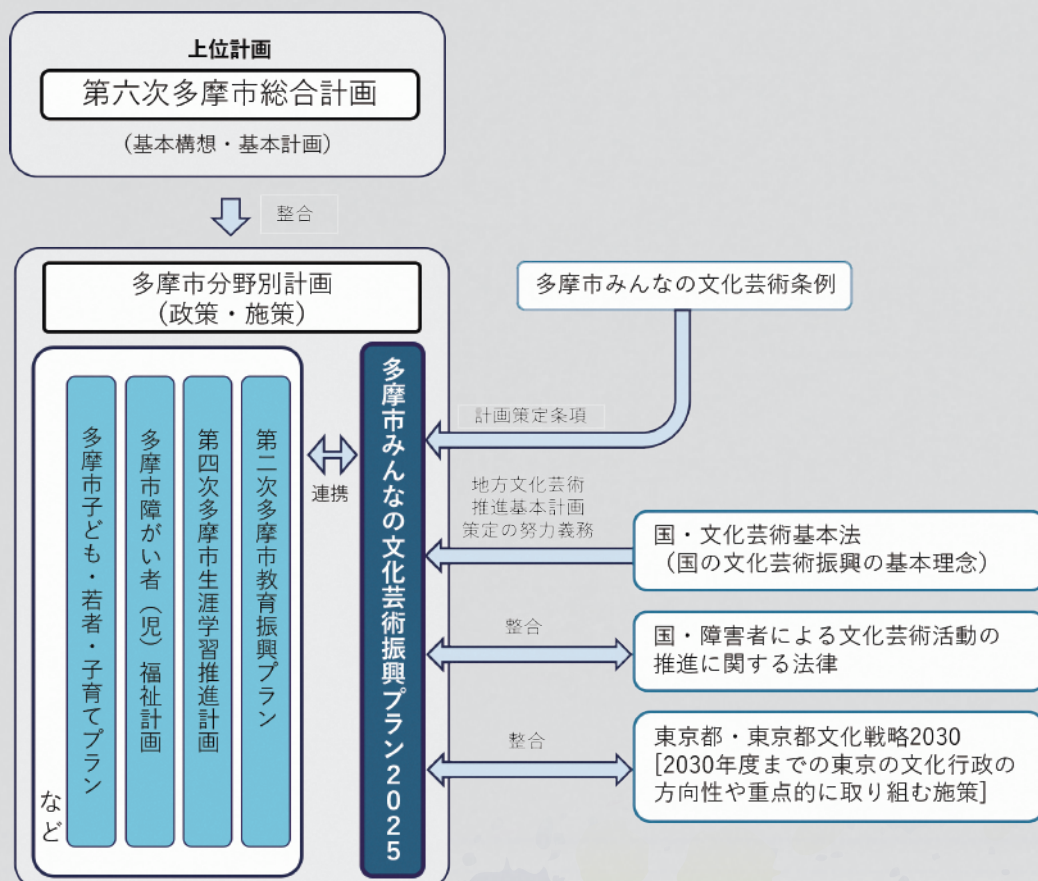 上位計画
第六次多摩市総合計画
（基本構想・基本計画）
整合
多摩市分野別計画
（政策・施策）
多摩市子ども・若者・子育てプラン
多摩市障がい者（児）福祉計画
第四次多摩市生涯学習推進計画
第二次多摩市教育振興プラン
など
連携
多摩市みんなの文化芸術振興プラン2025
多摩市みんなの文化芸術条例
計画策定条項
地方文化芸術
推進基本計画
策定の努力義務
国・文化芸術基本法
（国の文化芸術振興の基本理念）
整合
国・障害者による文化芸術活動の
推進に関する法律
整合
東京都・東京都文化戦略2030
[2030年度までの東京の文化行政の
方向性や重点的に取り組む施策]